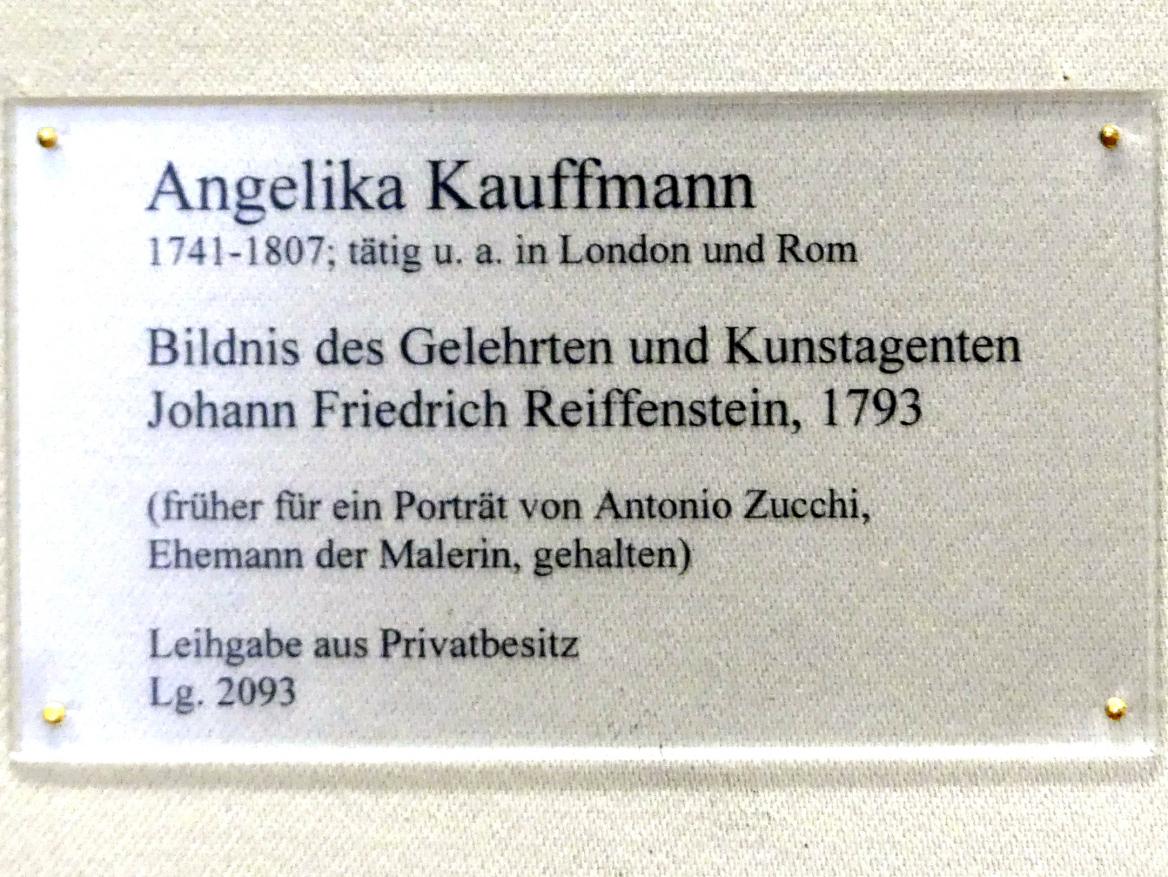 Angelika Kauffmann
1741-1807; tätig u. a. in London und Rom
Bildnis des Gelehrten und Kunstagenten
Johann Friedrich Reiffenstein, 1793
(früher für ein Porträt von Antonio Zucchi,
Ehemann der Malerin, gehalten)
Leihgabe aus Privatbesitz
Lg. 2093